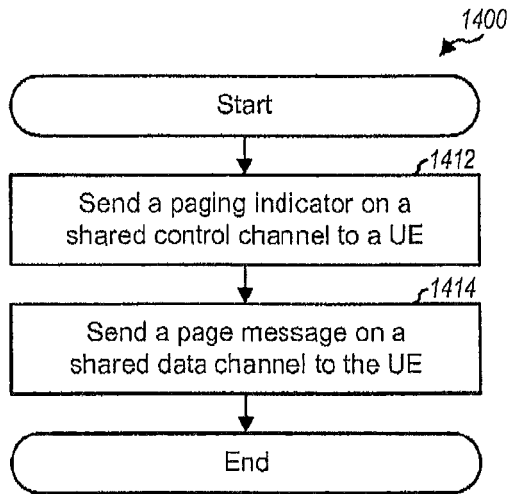 1400
Start
1412
Send a paging indicator on a
shared control channel to a UE
1414
Send a page message on a
shared data channel to the UE
End